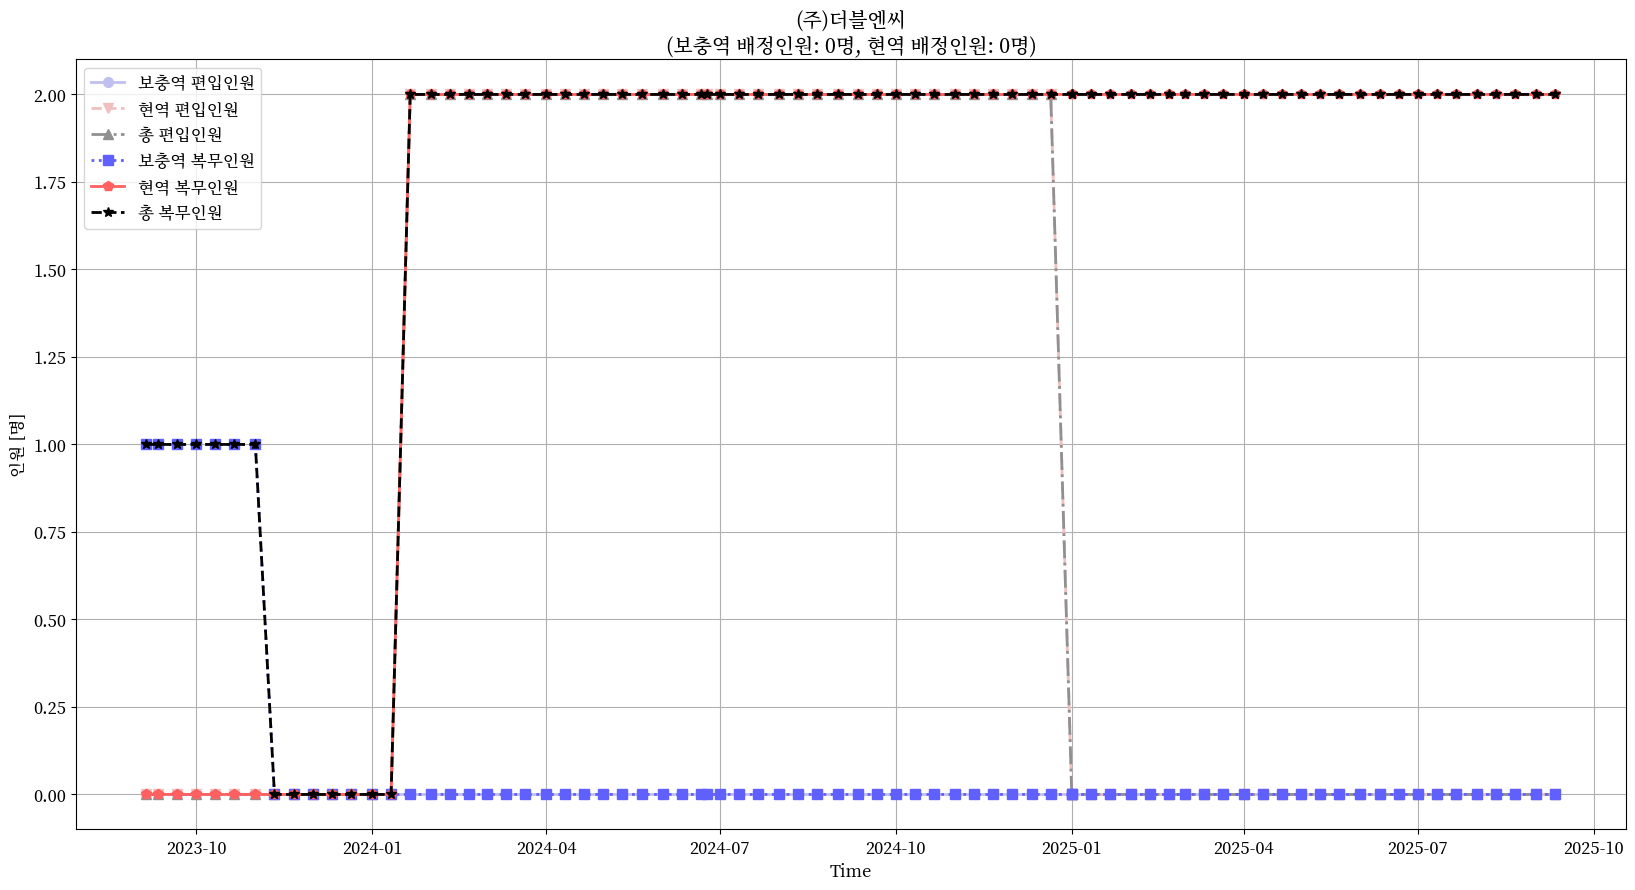 (주)더블엔씨
(보충역 배정인원: 0명, 현역 배정인원: 0명)
보충역 편입인원
현역 편입인원
총 편입인원
보충역 복무인원
현역 복무인원
총 복무인원
2.00
1.75
1.50
1.25
1.00
0.75
0.50
0.25
0.00
인원 [명]
2023-10
2024-01
2024-04
2024-07
2024-10
2025-01
2025-04
2025-07
2025-10
Time